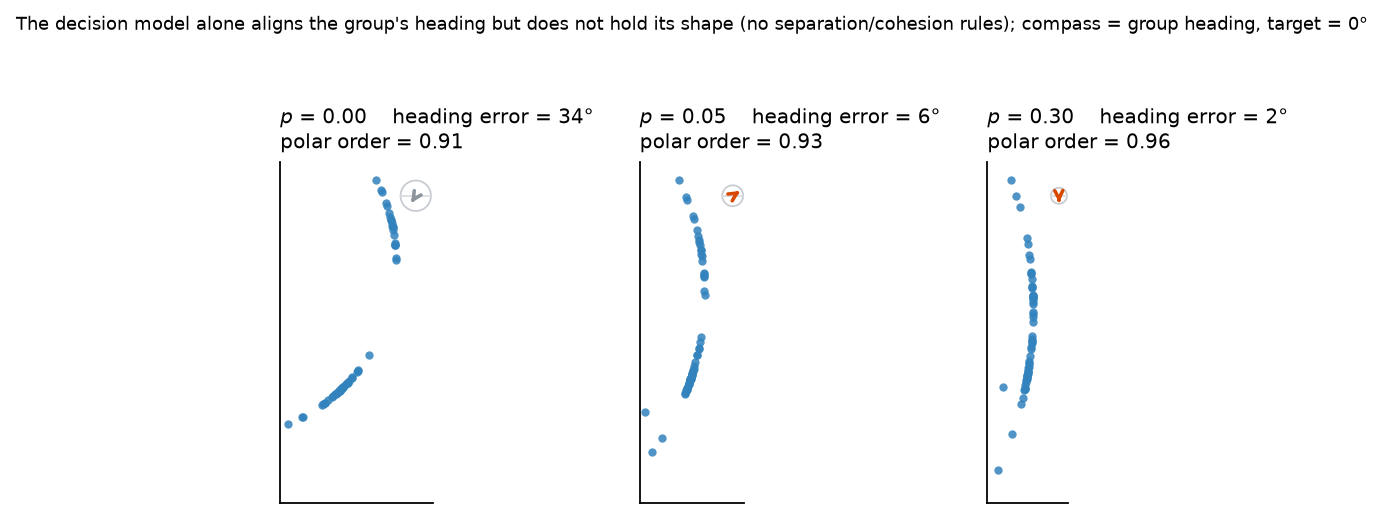 The decision model alone aligns the group's heading but does not hold its shape (no separation/cohesion rules); compass = group heading, target = 0°
p = 0.00    heading error = 34°
polar order = 0.91
p = 0.05    heading error = 6°
polar order = 0.93
p = 0.30    heading error = 2°
polar order = 0.96